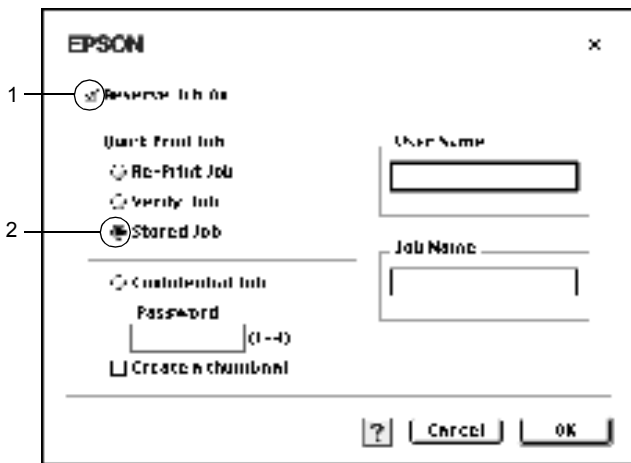 EPSON ×
1 Reserve Job On
Quick Print Job
Re-Print Job
Verify Job
2 Stored Job
Confidential Job
Password
(1-4)
Create a thumbnail
User Name
Job Name
? Cancel OK